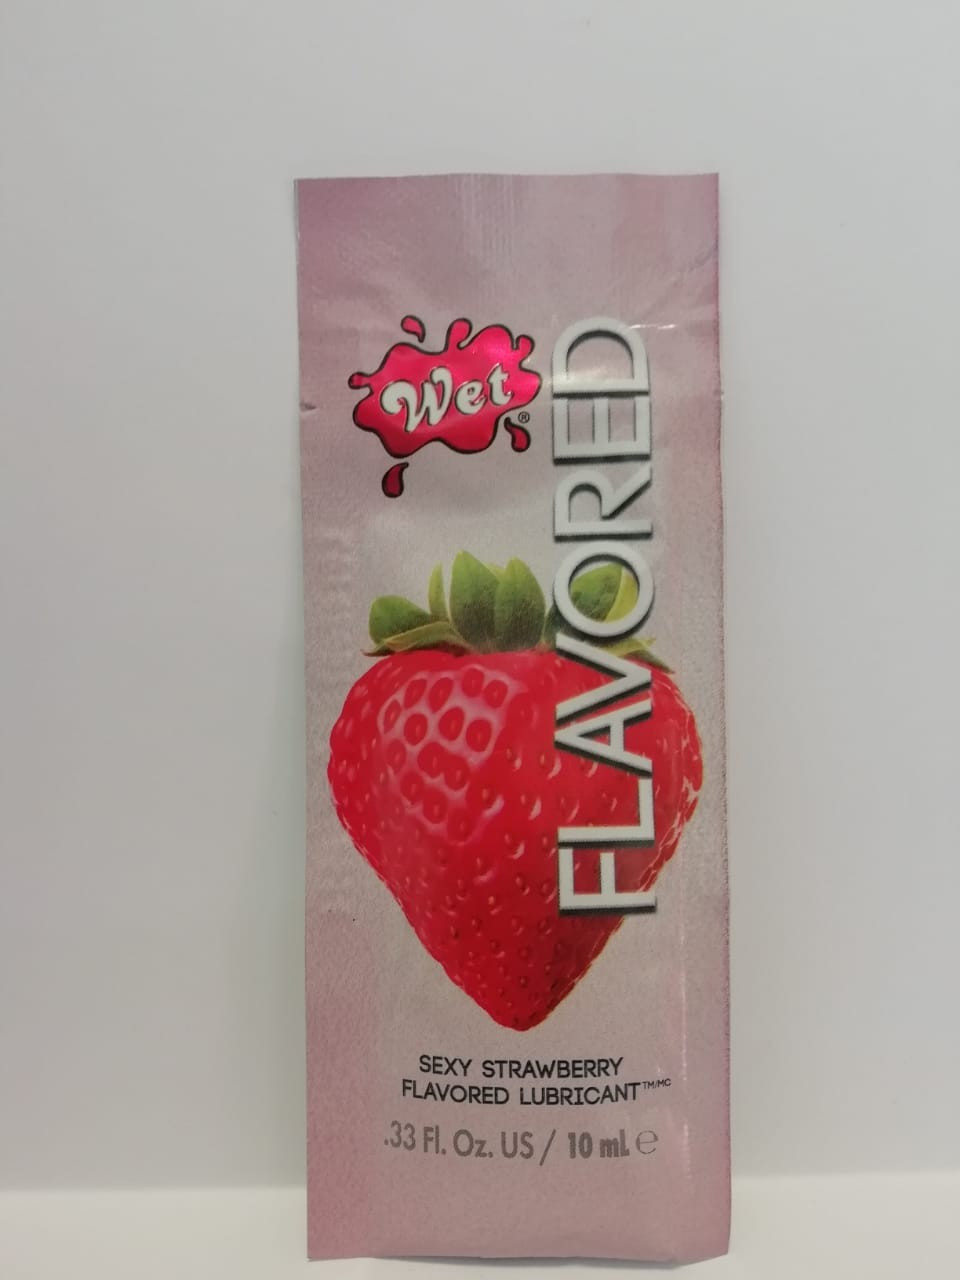 Wet®
FLAVORED
SEXY STRAWBERRY
FLAVORED LUBRICANT™/MC
.33 Fl. Oz. US / 10 mL ℮